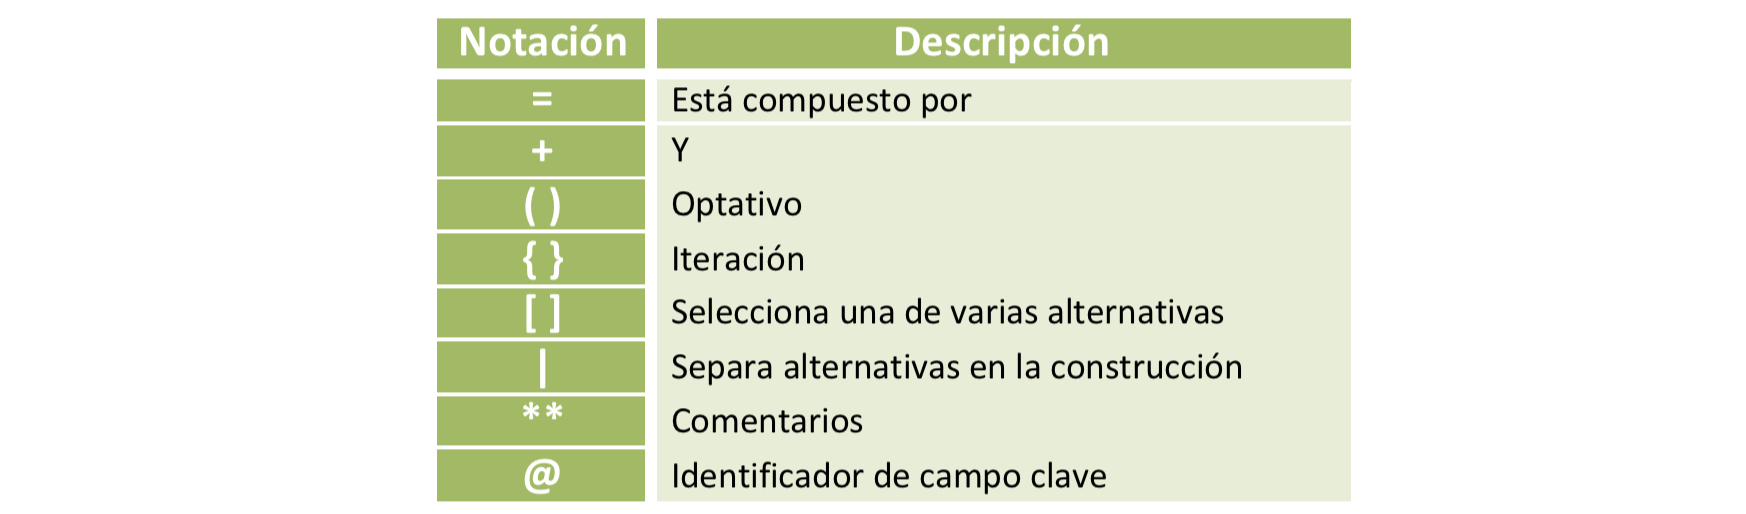 Notación Descripción
= Está compuesto por
+ Y
( ) Optativo
{ } Iteración
[ ] Selecciona una de varias alternativas
| Separa alternativas en la construcción
** Comentarios
@ Identificador de campo clave